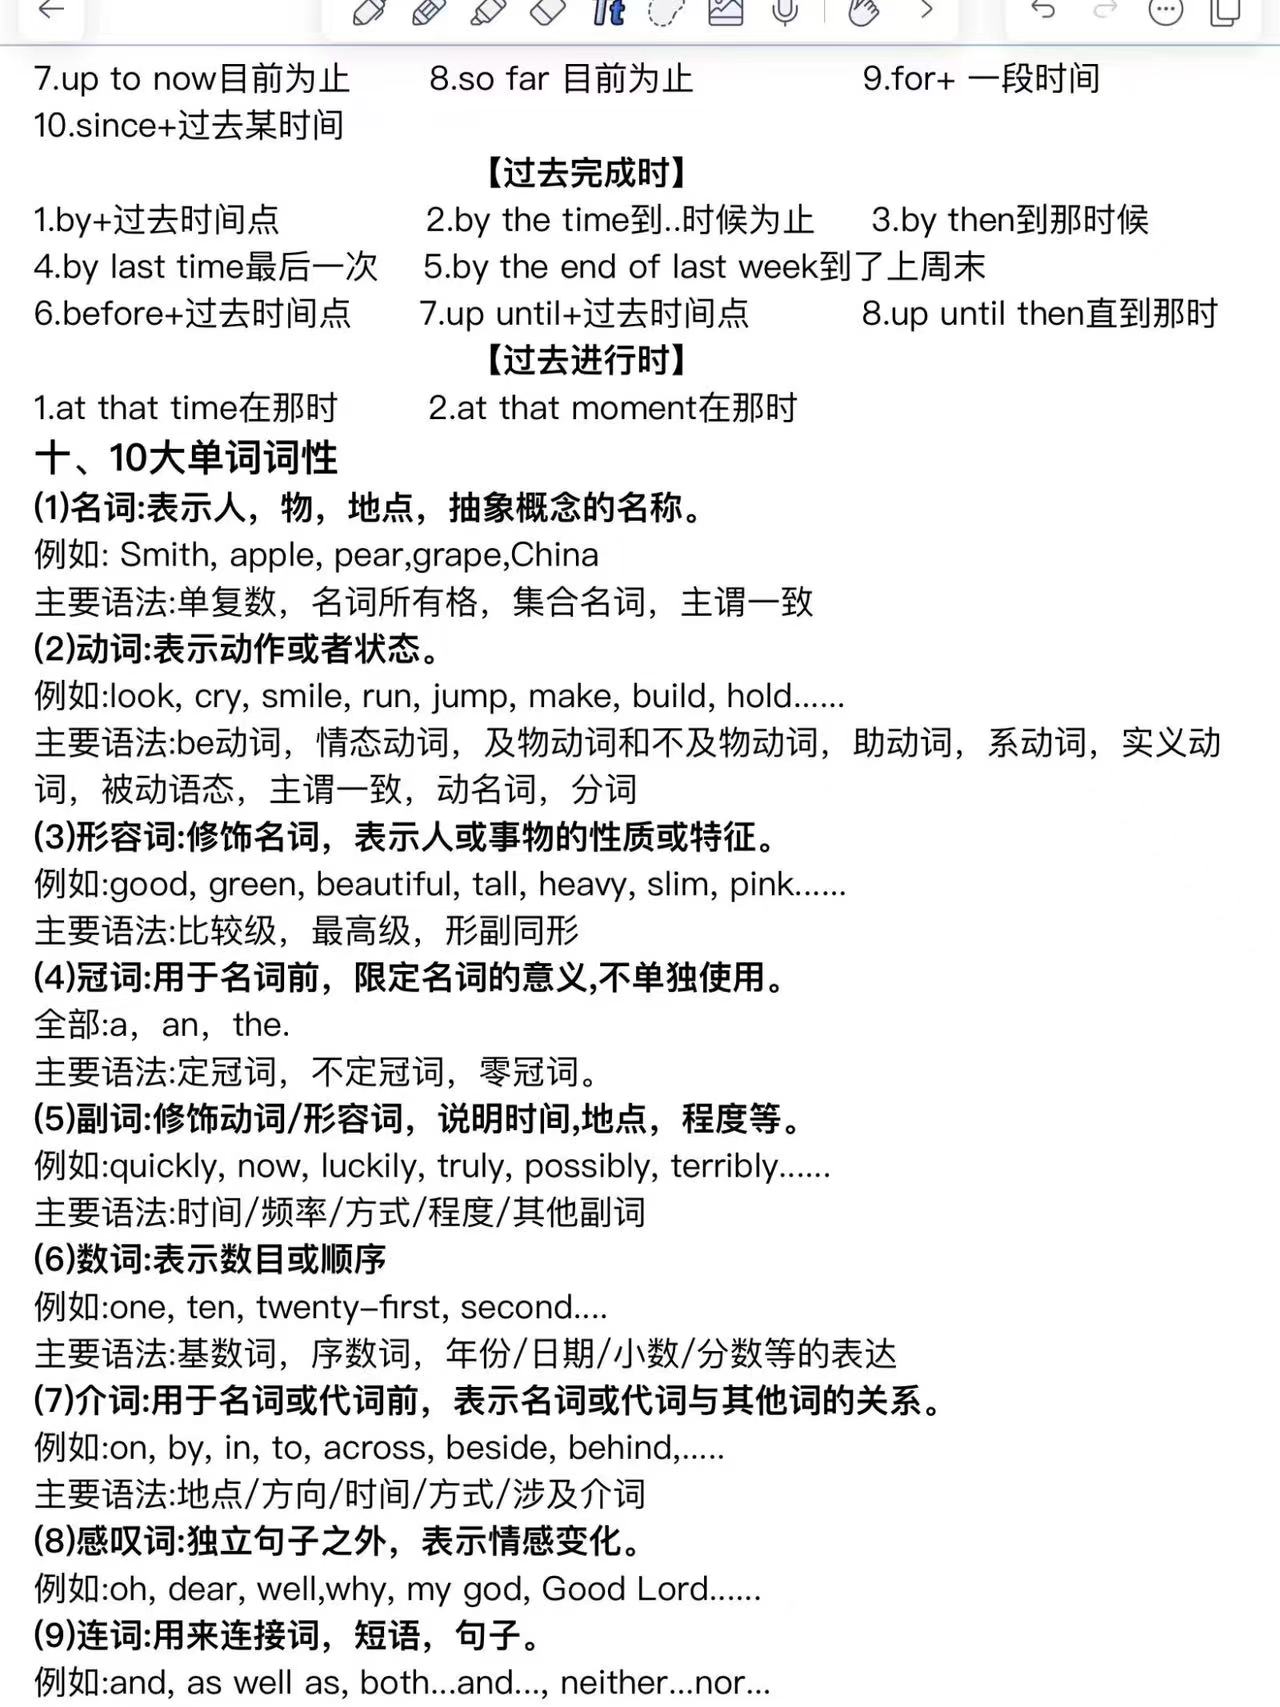 Tt
7.up to now目前为止 8.so far 目前为止 9.for+ 一段时间
10.since+过去某时间
【过去完成时】
1.by+过去时间点 2.by the time到..时候为止 3.by then到那时候
4.by last time最后一次 5.by the end of last week到了上周末
6.before+过去时间点 7.up until+过去时间点 8.up until then直到那时
【过去进行时】
1.at that time在那时 2.at that moment在那时
十、10大单词词性
(1)名词:表示人，物，地点，抽象概念的名称。
例如: Smith, apple, pear,grape,China
主要语法:单复数，名词所有格，集合名词，主谓一致
(2)动词:表示动作或者状态。
例如:look, cry, smile, run, jump, make, build, hold......
主要语法:be动词，情态动词，及物动词和不及物动词，助动词，系动词，实义动
词，被动语态，主谓一致，动名词，分词
(3)形容词:修饰名词，表示人或事物的性质或特征。
例如:good, green, beautiful, tall, heavy, slim, pink......
主要语法:比较级，最高级，形副同形
(4)冠词:用于名词前，限定名词的意义,不单独使用。
全部:a，an，the.
主要语法:定冠词，不定冠词，零冠词。
(5)副词:修饰动词/形容词，说明时间,地点，程度等。
例如:quickly, now, luckily, truly, possibly, terribly......
主要语法:时间/频率/方式/程度/其他副词
(6)数词:表示数目或顺序
例如:one, ten, twenty–first, second....
主要语法:基数词，序数词，年份/日期/小数/分数等的表达
(7)介词:用于名词或代词前，表示名词或代词与其他词的关系。
例如:on, by, in, to, across, beside, behind,.....
主要语法:地点/方向/时间/方式/涉及介词
(8)感叹词:独立句子之外，表示情感变化。
例如:oh, dear, well,why, my god, Good Lord......
(9)连词:用来连接词，短语，句子。
例如:and, as well as, both...and..., neither...nor...